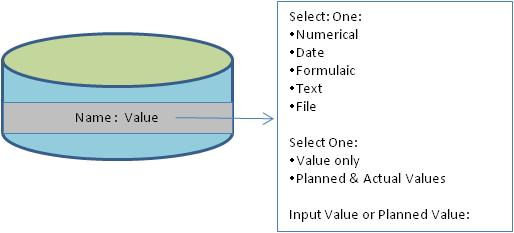 Name : Value
Select: One:
•Numerical
•Date
•Formulaic
•Text
•File
Select One:
•Value only
•Planned & Actual Values
Input Value or Planned Value: